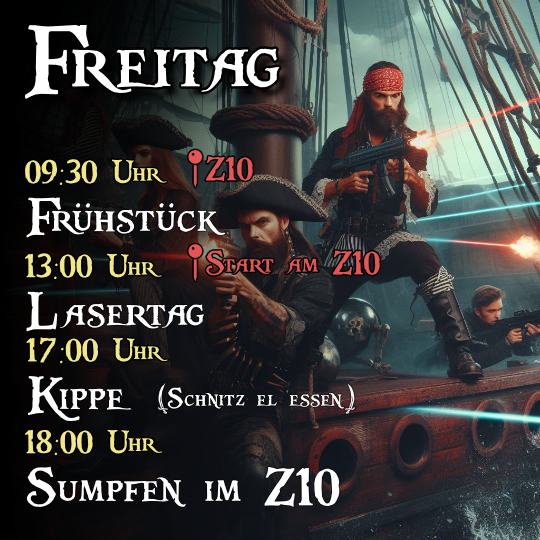 Freitag
09:30 Uhr Z10
Frühstück
13:00 Uhr Start am Z10
Lasertag
17:00 Uhr
Kippe (Schnitz el essen)
18:00 Uhr
Sumpfen im Z10